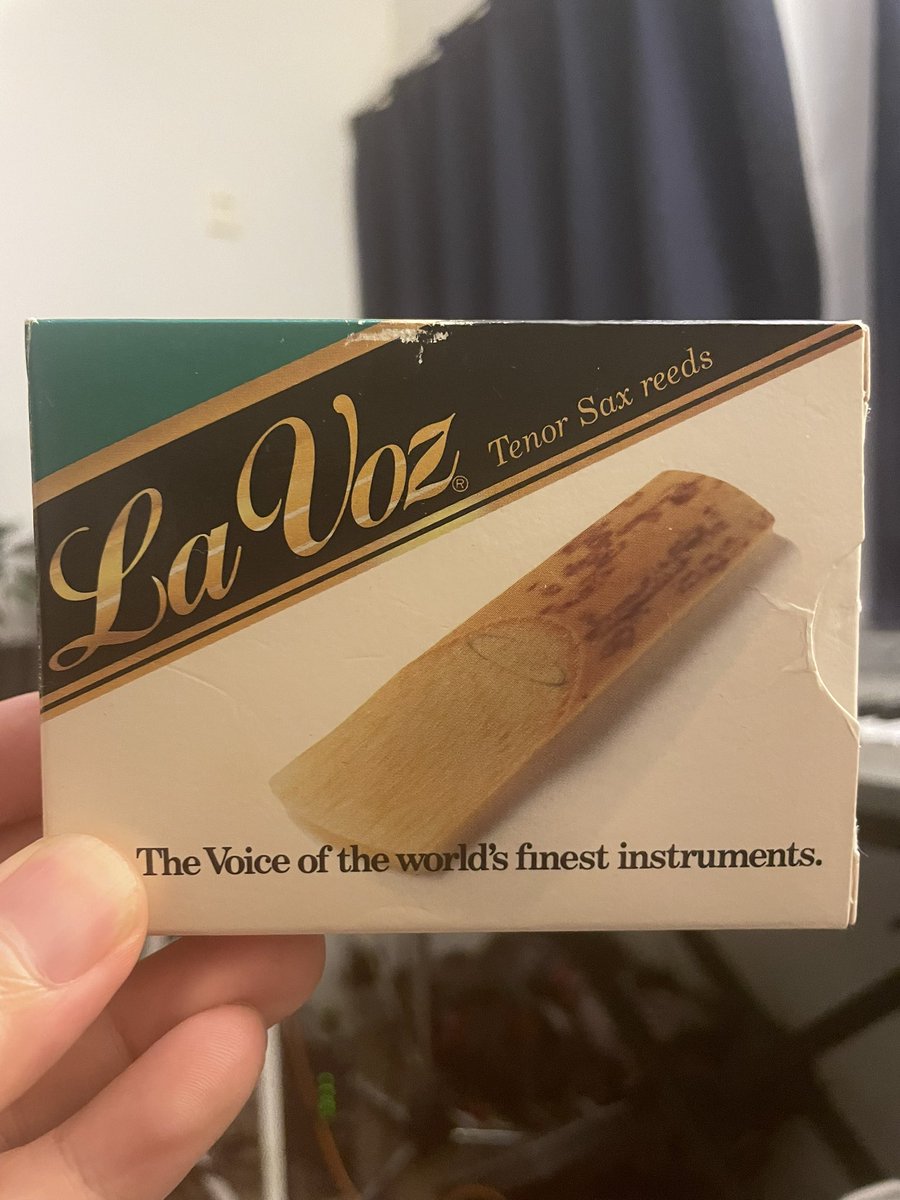 La Voz®
Tenor Sax reeds
The Voice of the world's finest instruments.